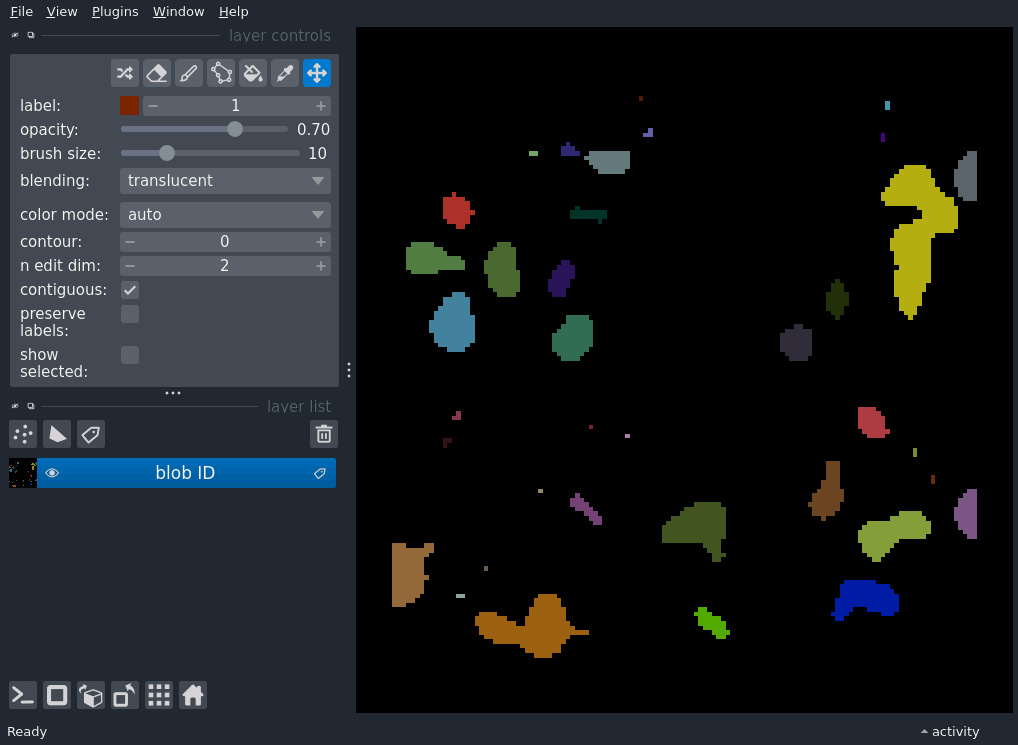 File View Plugins Window Help
layer controls
label: 1
opacity: 0.70
brush size: 10
blending: translucent
color mode: auto
contour: 0
n edit dim: 2
contiguous:
preserve
labels:
show
selected:
layer list
blob ID
Ready
activity